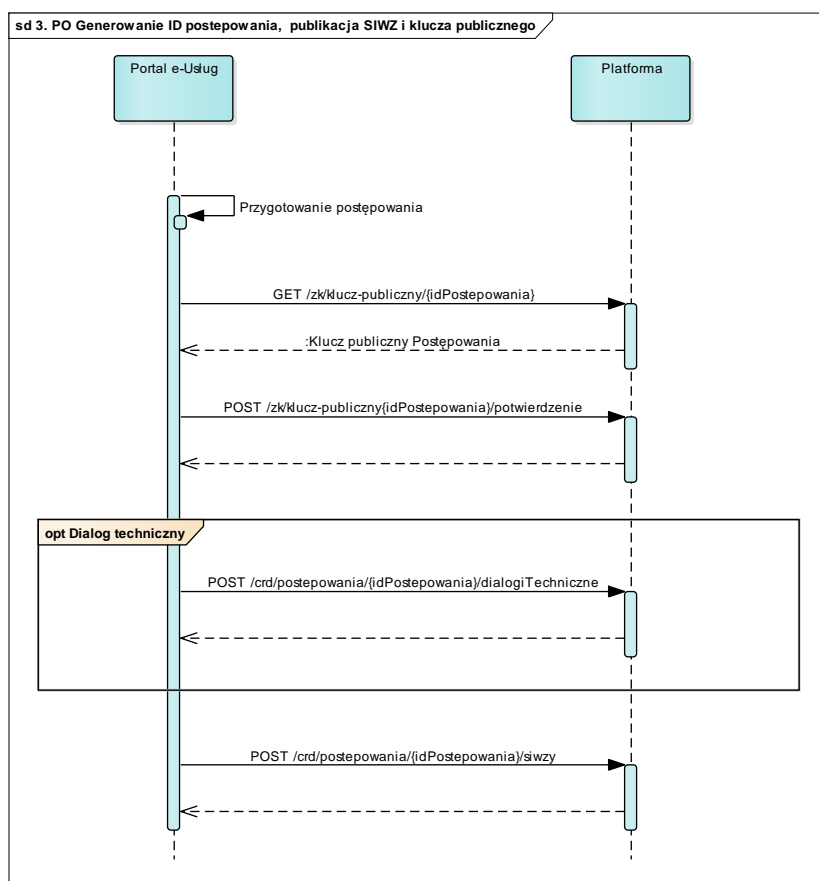 sd 3. PO Generowanie ID postepowania, publikacja SIWZ i klucza publicznego
Portal e-Usług
Platforma
Przygotowanie postępowania
GET /zk/klucz-publiczny/{idPostepowania}
:Klucz publiczny Postępowania
POST /zk/klucz-publiczny{idPostepowania}/potwierdzenie
opt Dialog techniczny
POST /crd/postepowania/{idPostępowania}/dialogiTechniczne
POST /crd/postepowania/{idPostępowania}/siwzy